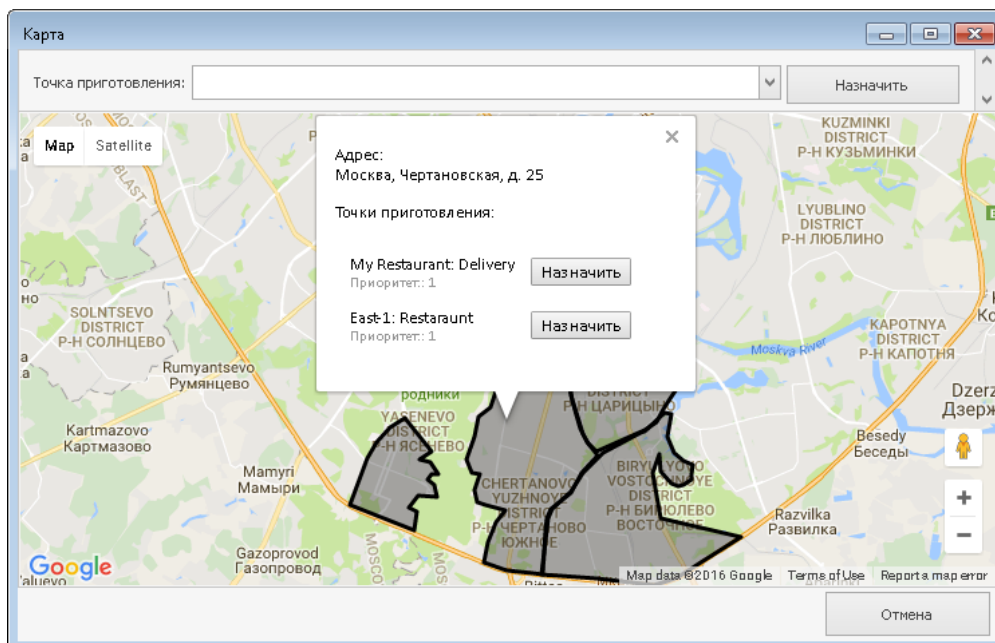 Карта
Точка приготовления:
Назначить
Map
Satellite
BLAST
KUZMINKI
DISTRICT
Р-Н КУЗЬМИНКИ
Адрес:
Москва, Чертановская, д. 25
Точки приготовления:
My Restaurant: Delivery
Приоритет:: 1
Назначить
East-1: Restaraunt
Приоритет:: 1
Назначить
LYUBLINO
DISTRICT
Р-Н ЛЮБЛИНО
SOLNTSEVO
DISTRICT
Р-Н СОЛНЦЕВО
KAPOTNYA
DISTRICT
Р-Н КАПОТНЯ
Moskva River
Rumyantsevo
Румянцево
родники
DISTRICT
Р-Н ЦАРИЦЫНО
Dzerz
Дзерж
YASENEVO
DISTRICT
Р-Н ЯСЕНЕВО
Kartmazovo
Картмазово
Besedy
Беседы
Mamyri
Мамыри
CHERTANOVO
YUZHNOYE
DISTRICT
Р-Н ЧЕРТАНОВО
ЮЖНОЕ
BIRYULYOVO
VOSTOCHNOYE
DISTRICT
Р-Н БИРЮЛЕВО
ВОСТОЧНОЕ
Razvilka
Развилка
Gazoprovod
Газопровод
MOSCOW
Google
Map data ©2016 Google
Terms of Use
Report a map error
Отмена